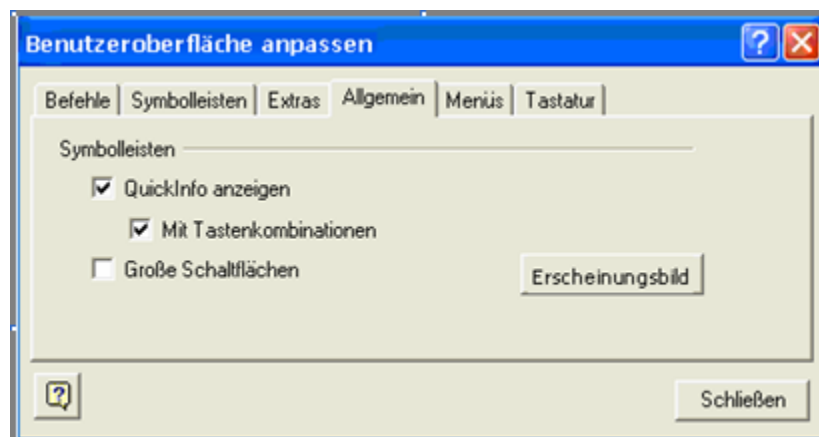 Benutzeroberfläche anpassen
Befehle Symbolleisten Extras Allgemein Menüs Tastatur
Symbolleisten
QuickInfo anzeigen
Mit Tastenkombinationen
Große Schaltflächen
Erscheinungsbild
Schließen